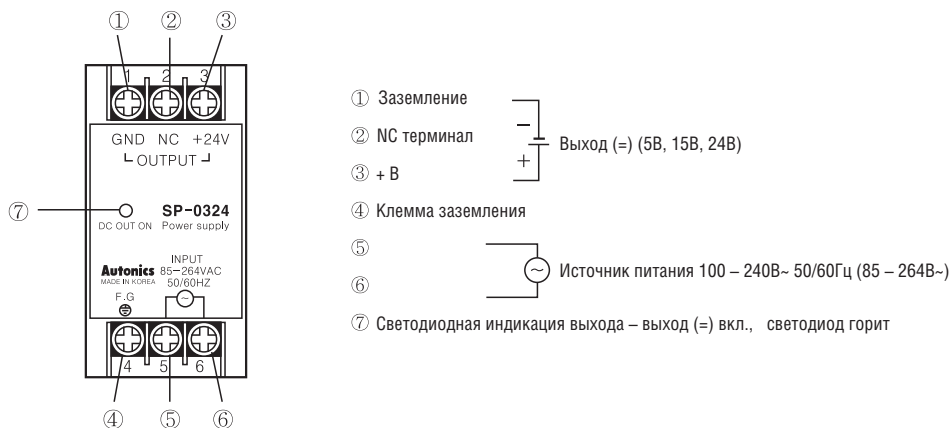 ① ② ③
1 2 3
GND NC +24V
OUTPUT
⑦
DC OUT ON
SP-0324
Power supply
Autonics
MADE IN KOREA
INPUT
85-264VAC
50/60HZ
F.G
~
4 5 6
④ ⑤ ⑥
① Заземление
② NC терминал
③ + В
− + Выход (=) (5В, 15В, 24В)
④ Клемма заземления
⑤
⑥
~ Источник питания 100 – 240В~ 50/60Гц (85 – 264В~)
⑦ Светодиодная индикация выхода – выход (=) вкл., светодиод горит